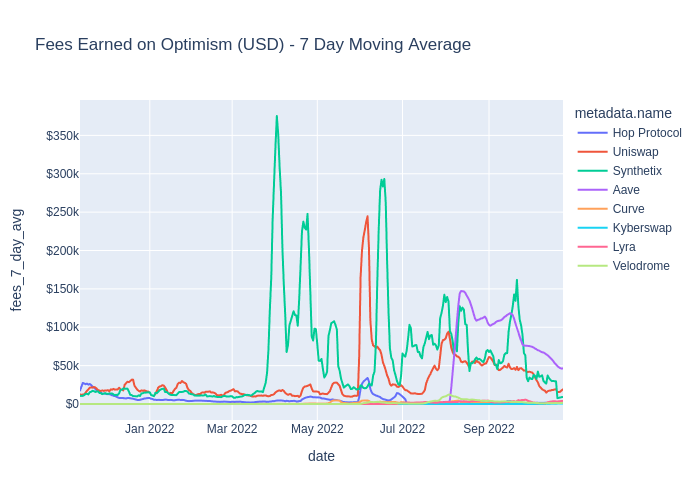 Fees Earned on Optimism (USD) - 7 Day Moving Average
metadata.name
Hop Protocol
Uniswap
Synthetix
Aave
Curve
Kyberswap
Lyra
Velodrome
fees_7_day_avg
$350k
$300k
$250k
$200k
$150k
$100k
$50k
$0
Jan 2022
Mar 2022
May 2022
Jul 2022
Sep 2022
date